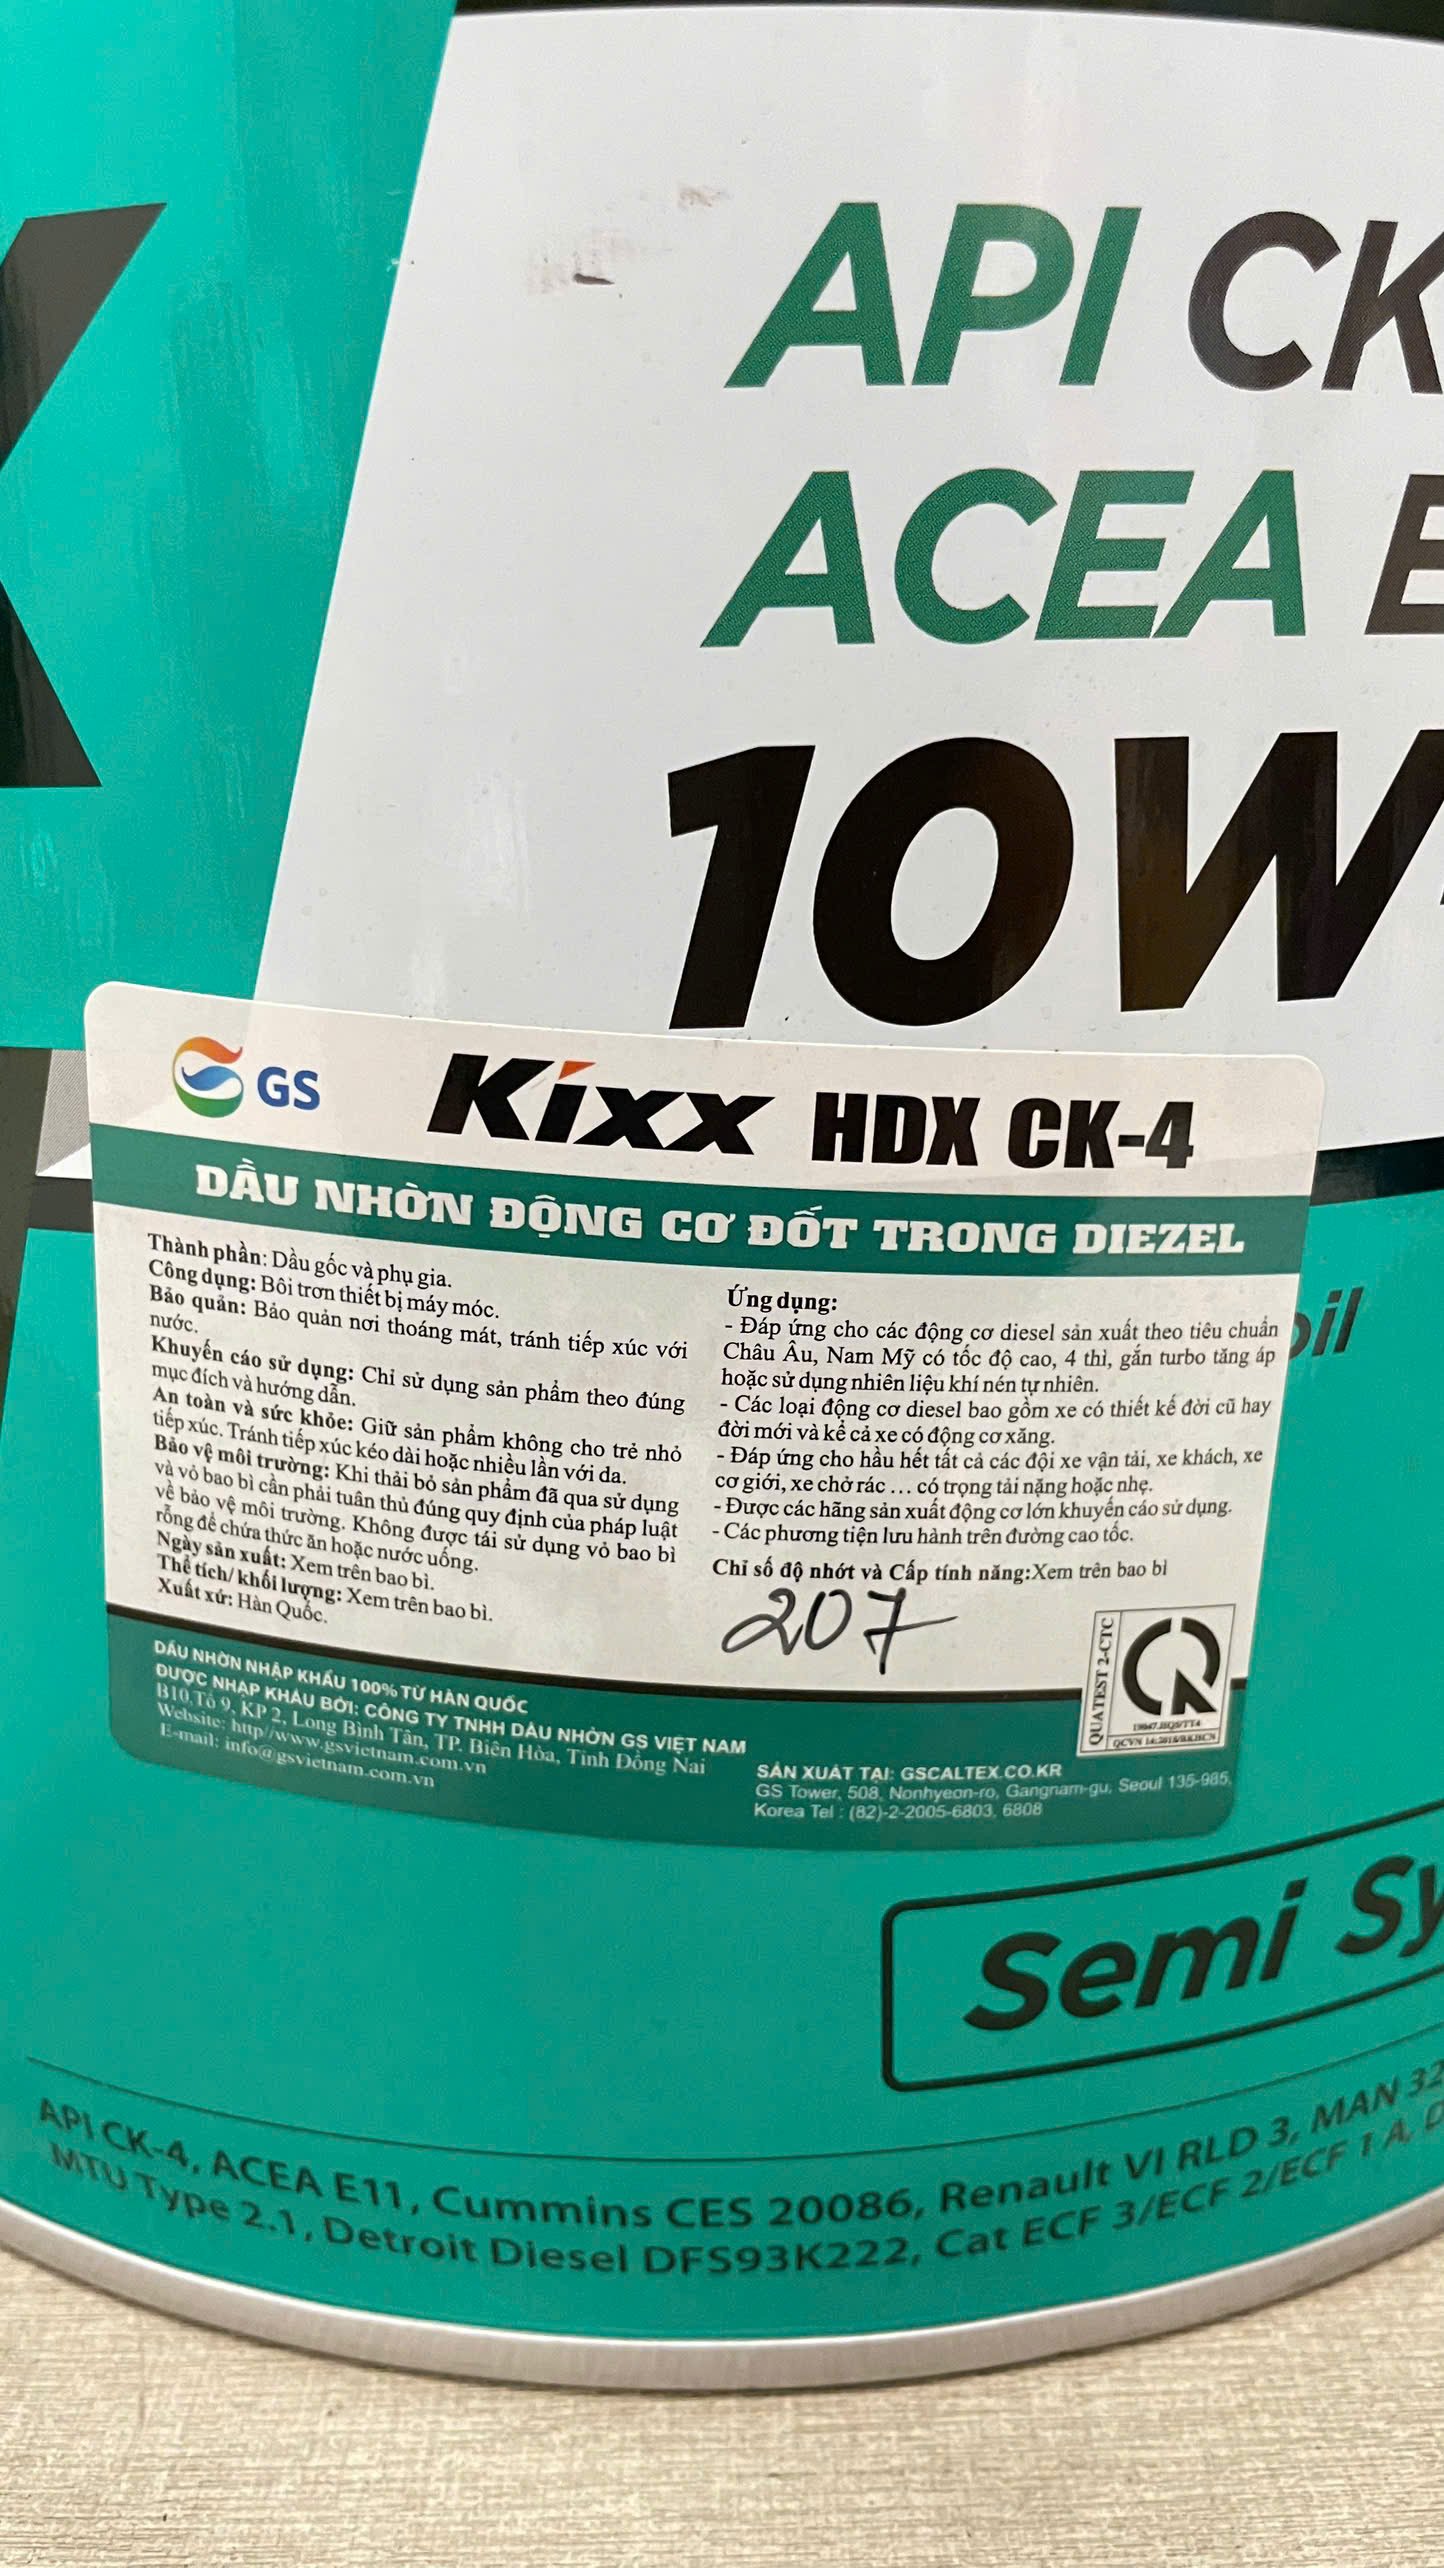 API CK
ACEA E
10W
GS
Kixx HDX CK-4
DẦU NHỜN ĐỘNG CƠ ĐỐT TRONG DIEZEL
Thành phần: Dầu gốc và phụ gia.
Công dụng: Bôi trơn thiết bị máy móc.
Bảo quản: Bảo quản nơi thoáng mát, tránh tiếp xúc với
nước.
Khuyến cáo sử dụng: Chỉ sử dụng sản phẩm theo đúng
mục đích và hướng dẫn.
An toàn và sức khỏe: Giữ sản phẩm không cho trẻ nhỏ
tiếp xúc. Tránh tiếp xúc kéo dài hoặc nhiều lần với da.
Bảo vệ môi trường: Khi thải bỏ sản phẩm đã qua sử dụng
và vỏ bao bì cần phải tuân thủ đúng quy định của pháp luật
về bảo vệ môi trường. Không được tái sử dụng vỏ bao bì
rỗng để chứa thức ăn hoặc nước uống.
Ngày sản xuất: Xem trên bao bì.
Thể tích/ khối lượng: Xem trên bao bì.
Xuất xứ: Hàn Quốc.
Ứng dụng:
- Đáp ứng cho các động cơ diesel sản xuất theo tiêu chuẩn
Châu Âu, Nam Mỹ có tốc độ cao, 4 thì, gắn turbo tăng áp
hoặc sử dụng nhiên liệu khí nén tự nhiên.
- Các loại động cơ diesel bao gồm xe có thiết kế đời cũ hay
đời mới và kể cả xe có động cơ xăng.
- Đáp ứng cho hầu hết tất cả các đội xe vận tải, xe khách, xe
cơ giới, xe chở rác ... có trọng tải nặng hoặc nhẹ.
- Được các hãng sản xuất động cơ lớn khuyến cáo sử dụng.
- Các phương tiện lưu hành trên đường cao tốc.
Chỉ số độ nhớt và Cấp tính năng:Xem trên bao bì
207
oil
QUATEST 2-CTC
QCVN 14:2018/BKHCN
DẦU NHỜN NHẬP KHẨU 100% TỪ HÀN QUỐC
ĐƯỢC NHẬP KHẨU BỞI: CÔNG TY TNHH DẦU NHỜN GS VIỆT NAM
B10,Tổ 9, KP 2, Long Bình Tân, TP. Biên Hòa, Tỉnh Đồng Nai
Website: http//www.gsvietnam.com.vn
E-mail: info@gsvietnam.com.vn
SẢN XUẤT TẠI: GSCALTEX.CO.KR
GS Tower, 508, Nonhyeon-ro, Gangnam-gu, Seoul 135-985,
Korea Tel : (82)-2-2005-6803, 6808
Semi Sy
API CK-4, ACEA E11, Cummins CES 20086, Renault VI RLD 3, MAN 32
MTU Type 2.1, Detroit Diesel DFS93K222, Cat ECF 3/ECF 2/ECF 1 A, D